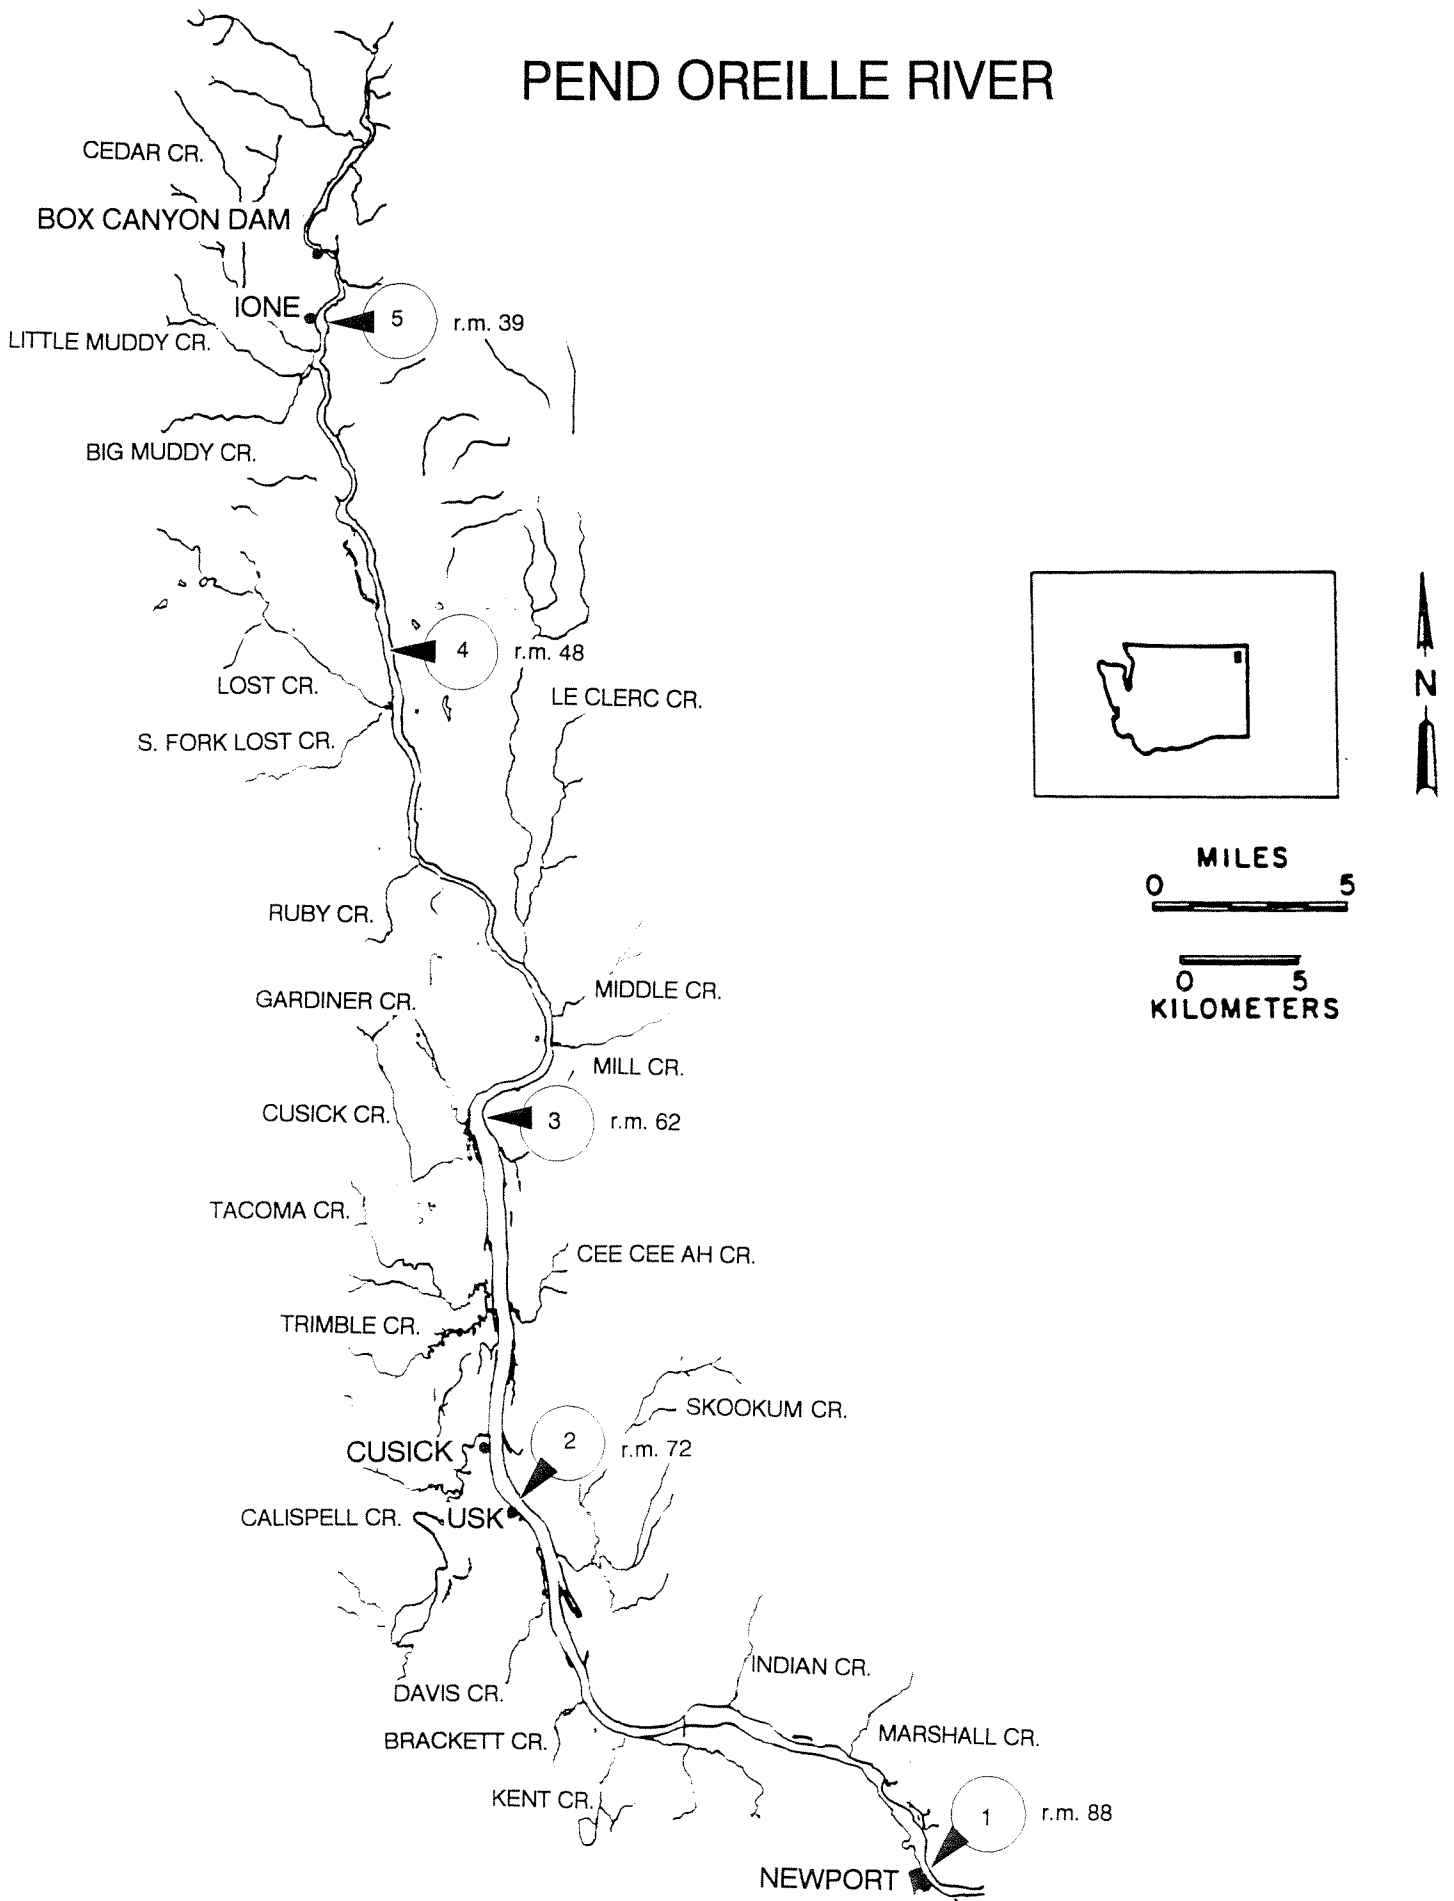 PEND OREILLE RIVER
CEDAR CR.
BOX CANYON DAM
IONE
5
r.m. 39
LITTLE MUDDY CR.
BIG MUDDY CR.
4
r.m. 48
LOST CR.
LE CLERC CR.
S. FORK LOST CR.
N
MILES
0 5
0 5
KILOMETERS
RUBY CR.
MIDDLE CR.
GARDINER CR.
MILL CR.
CUSICK CR.
3
r.m. 62
TACOMA CR.
CEE CEE AH CR.
TRIMBLE CR.
SKOOKUM CR.
CUSICK
2
r.m. 72
CALISPELL CR.
USK
INDIAN CR.
DAVIS CR.
MARSHALL CR.
BRACKETT CR.
KENT CR.
1
r.m. 88
NEWPORT